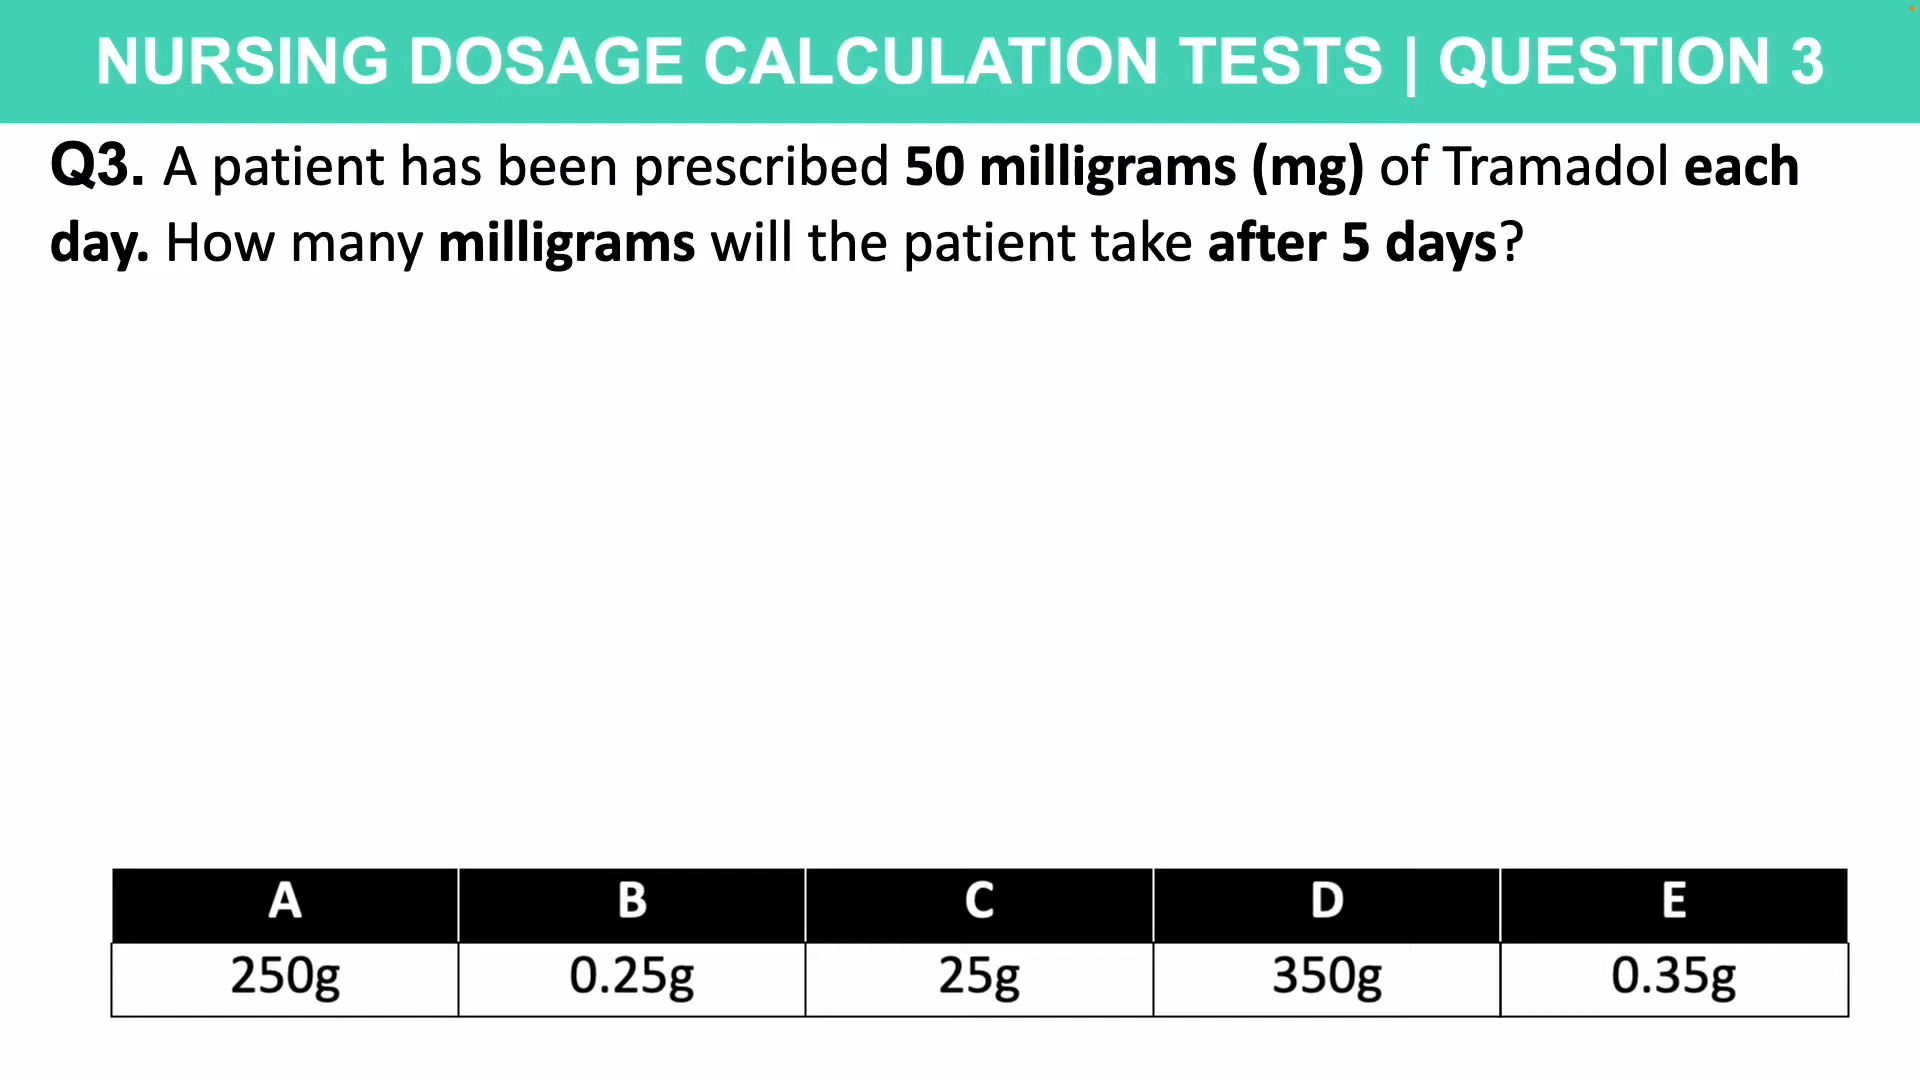 NURSING DOSAGE CALCULATION TESTS | QUESTION 3
Q3. A patient has been prescribed 50 milligrams (mg) of Tramadol each
day. How many milligrams will the patient take after 5 days?
A B C D E
250g 0.25g 25g 350g 0.35g